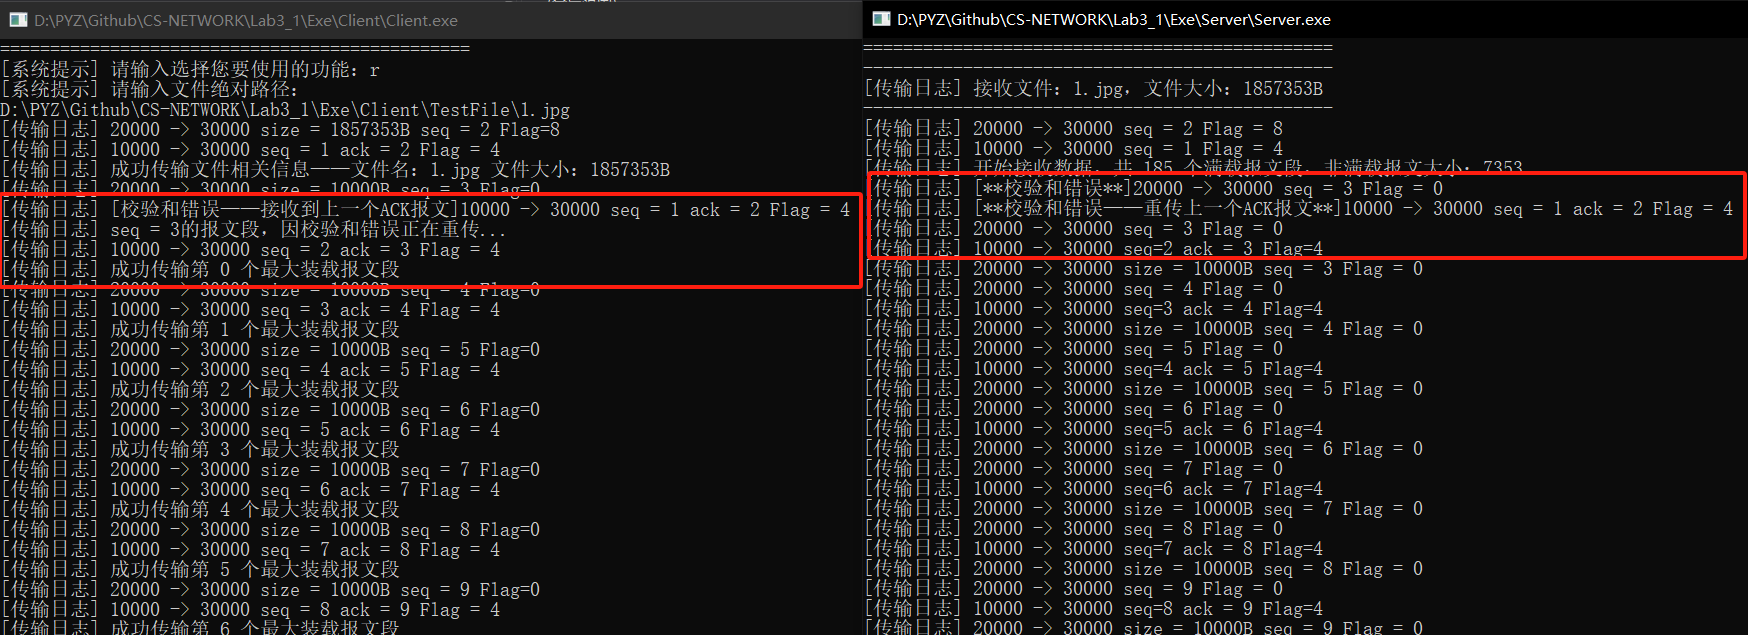 D:\PYZ\Github\CS-NETWORK\Lab3_1\Exe\Client\Client.exe
===============================================
[系统提示] 请输入选择您要使用的功能：r
[系统提示] 请输入文件绝对路径：
D:\PYZ\Github\CS-NETWORK\Lab3_1\Exe\Client\TestFile\1.jpg
[传输日志] 20000 -> 30000 size = 1857353B seq = 2 Flag=8
[传输日志] 10000 -> 30000 seq = 1 ack = 2 Flag = 4
[传输日志] 成功传输文件相关信息——文件名：1.jpg 文件大小：1857353B
[传输日志] 20000 -> 30000 size = 10000B seq = 3 Flag=0
[传输日志] [校验和错误——接收到上一个ACK报文]10000 -> 30000 seq = 1 ack = 2 Flag = 4
[传输日志] seq = 3的报文段，因校验和错误正在重传...
[传输日志] 10000 -> 30000 seq = 2 ack = 3 Flag = 4
[传输日志] 成功传输第 0 个最大装载报文段
[传输日志] 20000 -> 30000 size = 10000B seq = 4 Flag=0
[传输日志] 10000 -> 30000 seq = 3 ack = 4 Flag = 4
[传输日志] 成功传输第 1 个最大装载报文段
[传输日志] 20000 -> 30000 size = 10000B seq = 5 Flag=0
[传输日志] 10000 -> 30000 seq = 4 ack = 5 Flag = 4
[传输日志] 成功传输第 2 个最大装载报文段
[传输日志] 20000 -> 30000 size = 10000B seq = 6 Flag=0
[传输日志] 10000 -> 30000 seq = 5 ack = 6 Flag = 4
[传输日志] 成功传输第 3 个最大装载报文段
[传输日志] 20000 -> 30000 size = 10000B seq = 7 Flag=0
[传输日志] 10000 -> 30000 seq = 6 ack = 7 Flag = 4
[传输日志] 成功传输第 4 个最大装载报文段
[传输日志] 20000 -> 30000 size = 10000B seq = 8 Flag=0
[传输日志] 10000 -> 30000 seq = 7 ack = 8 Flag = 4
[传输日志] 成功传输第 5 个最大装载报文段
[传输日志] 20000 -> 30000 size = 10000B seq = 9 Flag=0
[传输日志] 10000 -> 30000 seq = 8 ack = 9 Flag = 4
[传输日志] 成功传输第 6 个最大装载报文段
D:\PYZ\Github\CS-NETWORK\Lab3_1\Exe\Server\Server.exe
===============================================
-----------------------------------------------
[传输日志] 接收文件：1.jpg，文件大小：1857353B
-----------------------------------------------
[传输日志] 20000 -> 30000 seq = 2 Flag = 8
[传输日志] 10000 -> 30000 seq = 1 Flag = 4
[传输日志] 开始接收数据，共 185 个满载报文段，非满载报文大小：7353
[传输日志] [**校验和错误**]20000 -> 30000 seq = 3 Flag = 0
[传输日志] [**校验和错误——重传上一个ACK报文**]10000 -> 30000 seq = 1 ack = 2 Flag = 4
[传输日志] 20000 -> 30000 seq = 3 Flag = 0
[传输日志] 10000 -> 30000 seq=2 ack = 3 Flag=4
[传输日志] 20000 -> 30000 size = 10000B seq = 3 Flag = 0
[传输日志] 20000 -> 30000 seq = 4 Flag = 0
[传输日志] 10000 -> 30000 seq=3 ack = 4 Flag=4
[传输日志] 20000 -> 30000 size = 10000B seq = 4 Flag = 0
[传输日志] 20000 -> 30000 seq = 5 Flag = 0
[传输日志] 10000 -> 30000 seq=4 ack = 5 Flag=4
[传输日志] 20000 -> 30000 size = 10000B seq = 5 Flag = 0
[传输日志] 20000 -> 30000 seq = 6 Flag = 0
[传输日志] 10000 -> 30000 seq=5 ack = 6 Flag=4
[传输日志] 20000 -> 30000 size = 10000B seq = 6 Flag = 0
[传输日志] 20000 -> 30000 seq = 7 Flag = 0
[传输日志] 10000 -> 30000 seq=6 ack = 7 Flag=4
[传输日志] 20000 -> 30000 size = 10000B seq = 7 Flag = 0
[传输日志] 20000 -> 30000 seq = 8 Flag = 0
[传输日志] 10000 -> 30000 seq=7 ack = 8 Flag=4
[传输日志] 20000 -> 30000 size = 10000B seq = 8 Flag = 0
[传输日志] 20000 -> 30000 seq = 9 Flag = 0
[传输日志] 10000 -> 30000 seq=8 ack = 9 Flag=4
[传输日志] 20000 -> 30000 size = 10000B seq = 9 Flag = 0